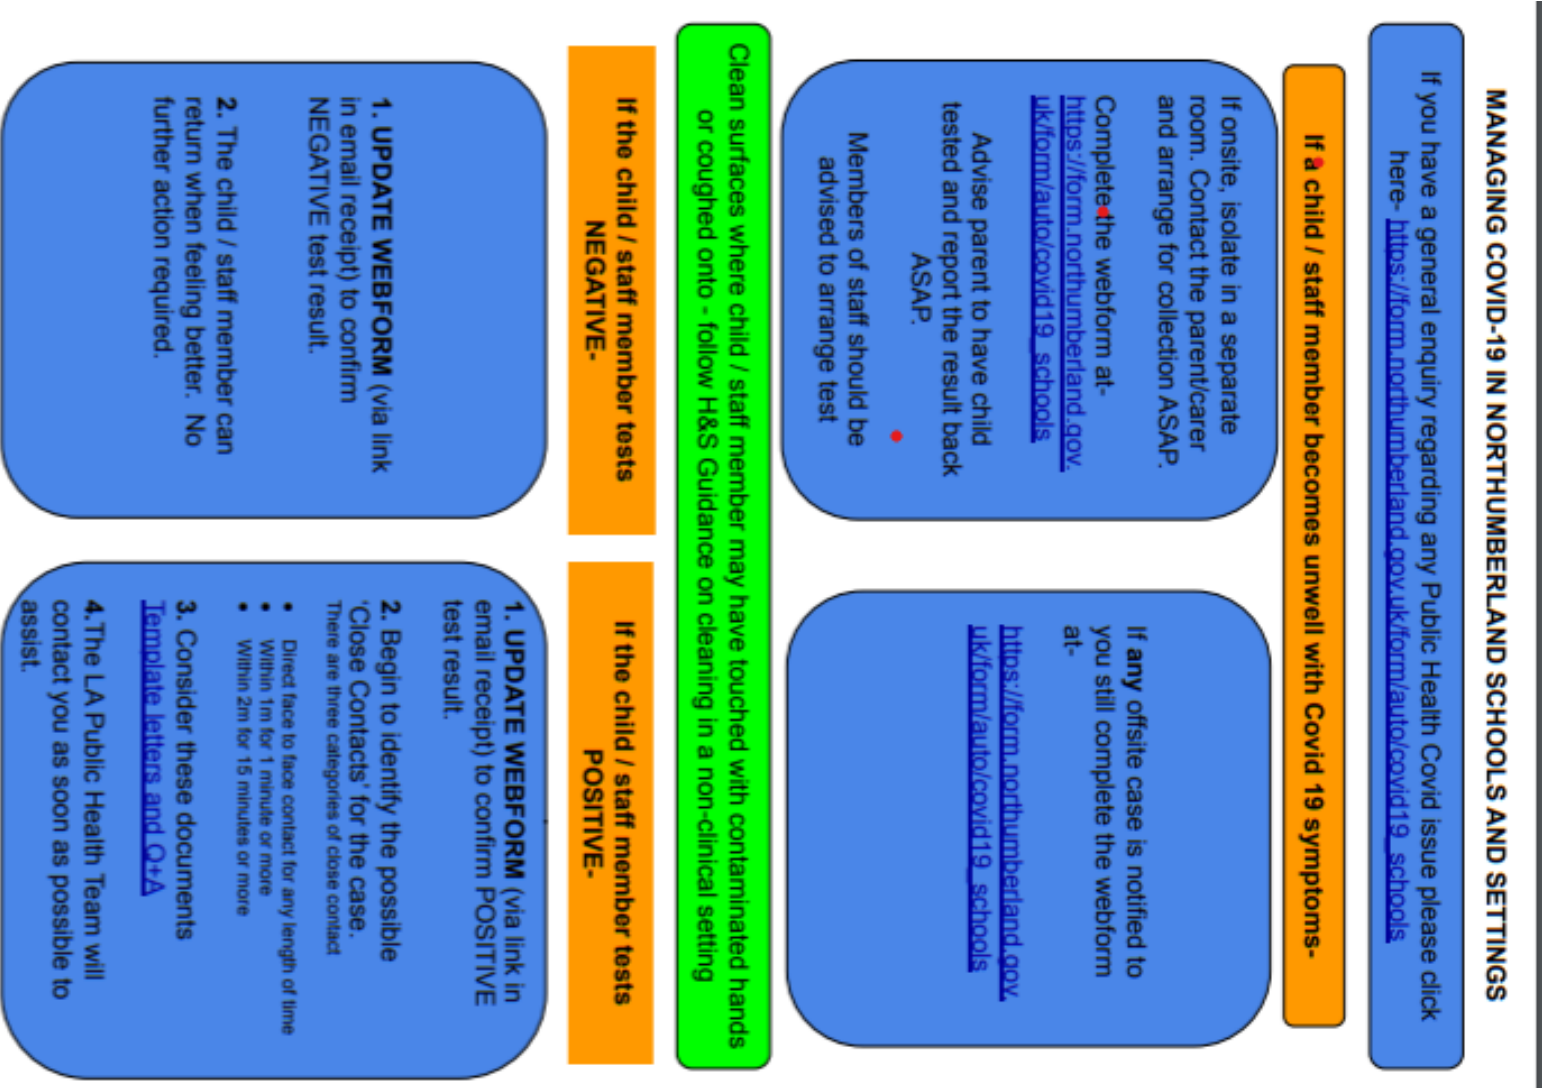 MANAGING COVID-19 IN NORTHUMBERLAND SCHOOLS AND SETTINGS
If you have a general enquiry regarding any Public Health Covid issue please click
here- https://form.northumberland.gov.uk/form/auto/covid19_schools
If a child / staff member becomes unwell with Covid 19 symptoms-
If onsite, isolate in a separate
room. Contact the parent/carer
and arrange for collection ASAP.
Complete the webform at-
https://form.northumberland.gov.
uk/form/auto/covid19_schools
Advise parent to have child
tested and report the result back
ASAP.
Members of staff should be
advised to arrange test
If any offsite case is notified to
you still complete the webform
at-
https://form.northumberland.gov.
uk/form/auto/covid19_schools
Clean surfaces where child / staff member may have touched with contaminated hands
or coughed onto - follow H&S Guidance on cleaning in a non-clinical setting
If the child / staff member tests
NEGATIVE-
1. UPDATE WEBFORM (via link
in email receipt) to confirm
NEGATIVE test result.
2. The child / staff member can
return when feeling better. No
further action required.
If the child / staff member tests
POSITIVE-
1. UPDATE WEBFORM (via link in
email receipt) to confirm POSITIVE
test result.
2. Begin to identify the possible
'Close Contacts' for the case.
There are three categories of close contact
• Direct face to face contact for any length of time
• Within 1m for 1 minute or more
• Within 2m for 15 minutes or more
3. Consider these documents
Template letters and Q+A
4.The LA Public Health Team will
contact you as soon as possible to
assist.